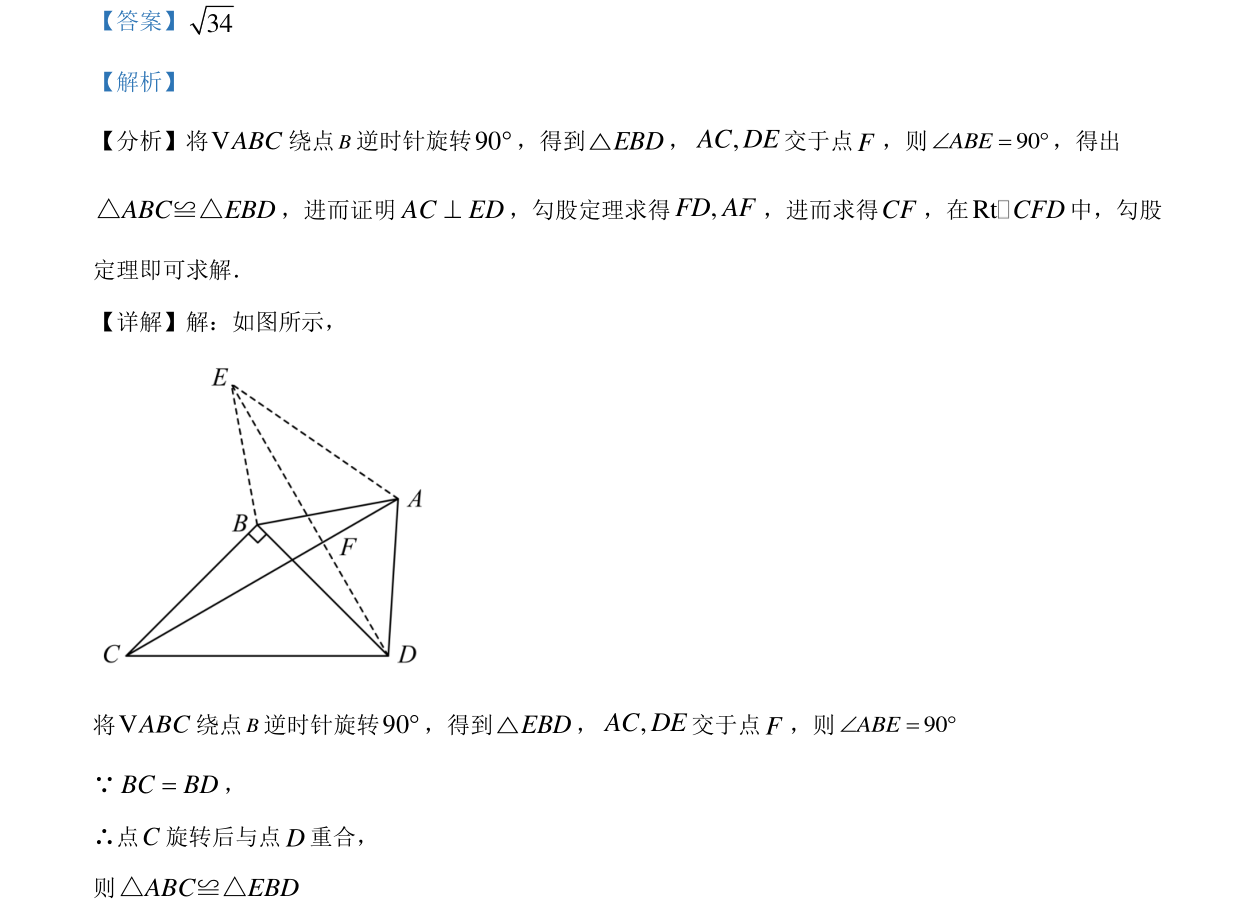 【答案】√34
【解析】
【分析】将VABC 绕点B逆时针旋转90°，得到△EBD，AC,DE交于点F，则∠ABE=90°，得出
△ABC≌△EBD，进而证明AC⊥ED，勾股定理求得FD,AF，进而求得CF，在Rt□CFD中，勾股
定理即可求解．
【详解】解：如图所示，
E
A
B
F
C
D
将VABC 绕点B逆时针旋转90°，得到△EBD，AC,DE交于点F，则∠ABE=90°
∵BC=BD，
∴点C旋转后与点D重合，
则△ABC≌△EBD